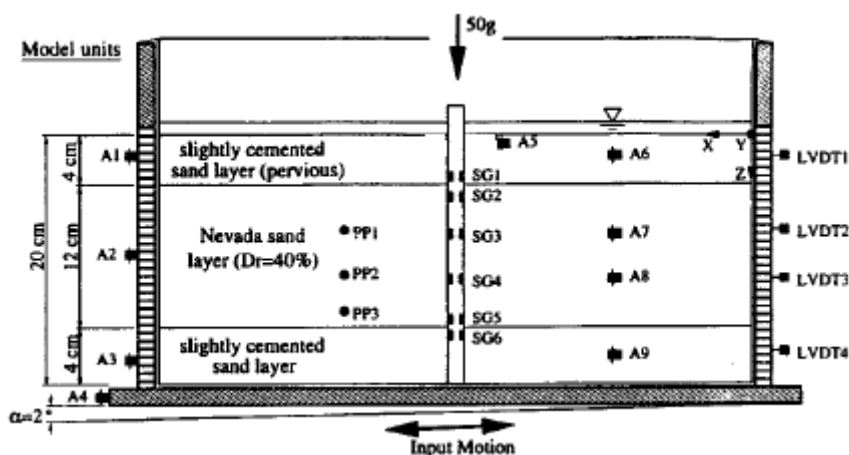 50g
Model units
A1
4 cm
slightly cemented
sand layer (pervious)
A5
A6
X
Y
Z
LVDT1
SG1
SG2
20 cm
12 cm
A2
Nevada sand
layer (Dr=40%)
PP1
PP2
PP3
SG3
SG4
SG5
SG6
A7
A8
LVDT2
LVDT3
A3
4 cm
slightly cemented
sand layer
A9
LVDT4
A4
α=2°
Input Motion